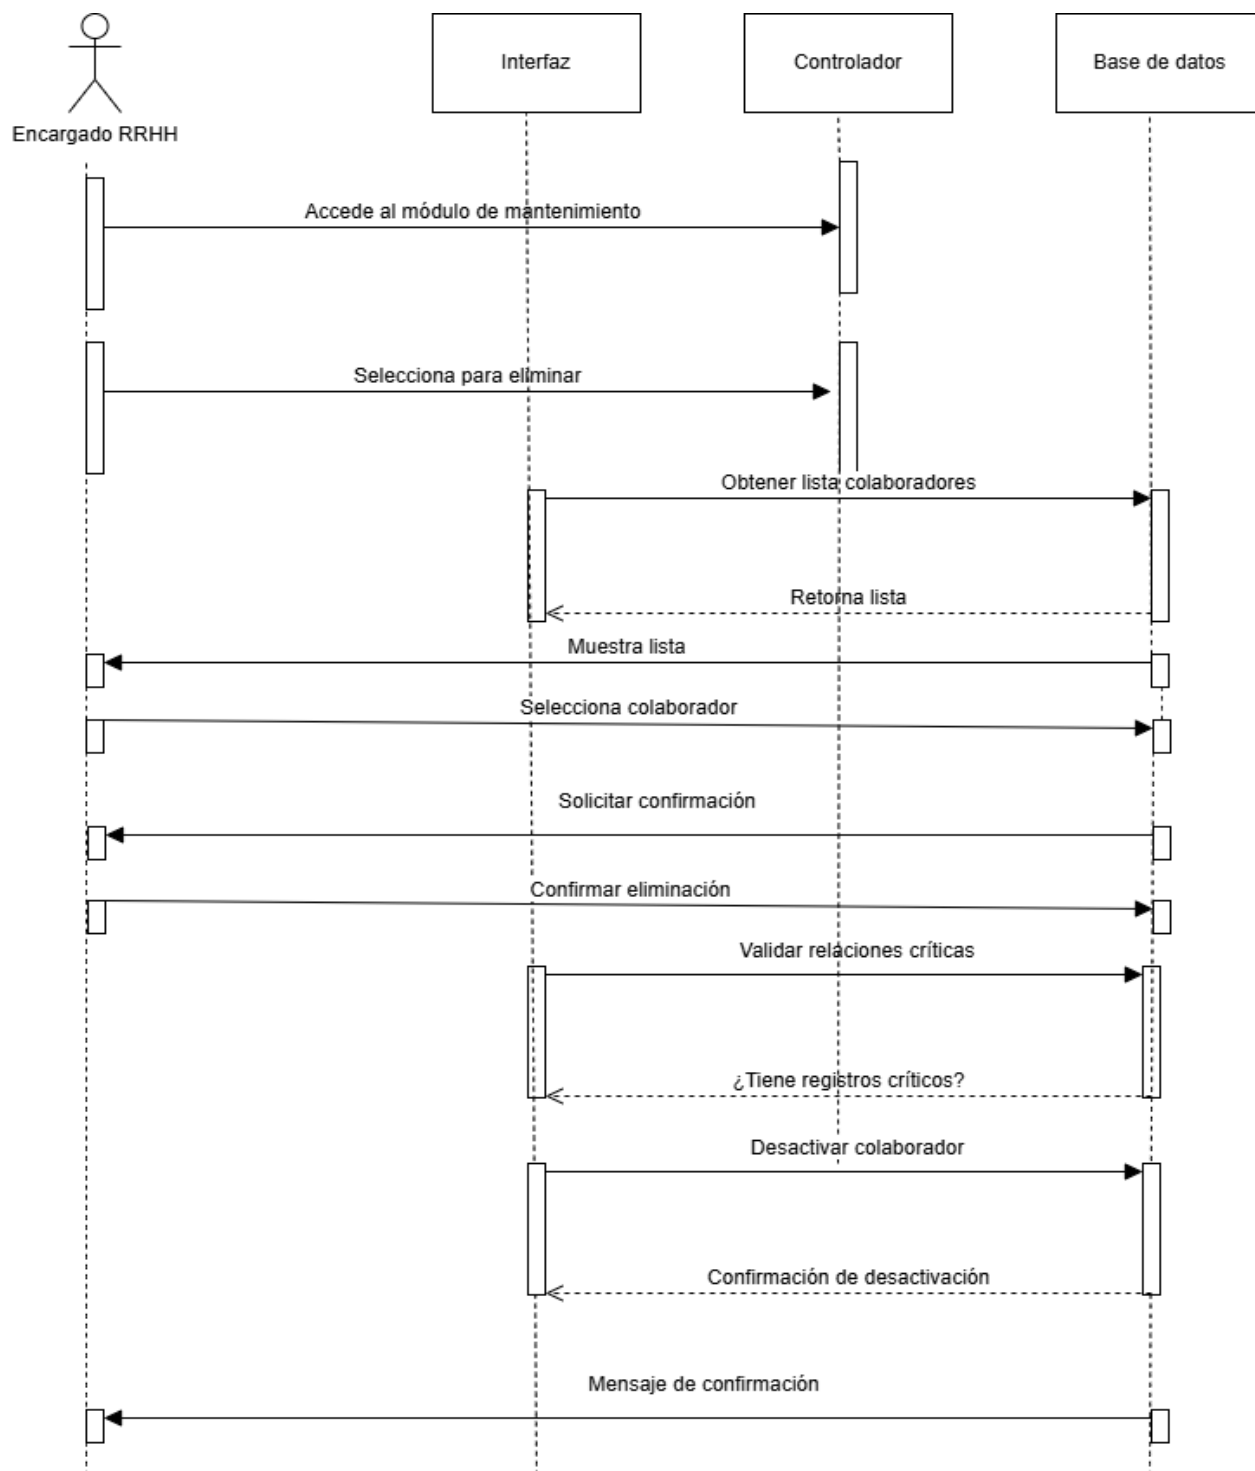 Interfaz
Controlador
Base de datos
Encargado RRHH
Accede al módulo de mantenimiento
Selecciona para eliminar
Obtener lista colaboradores
Retorna lista
Muestra lista
Selecciona colaborador
Solicitar confirmación
Confirmar eliminación
Validar relaciones críticas
¿Tiene registros críticos?
Desactivar colaborador
Confirmación de desactivación
Mensaje de confirmación